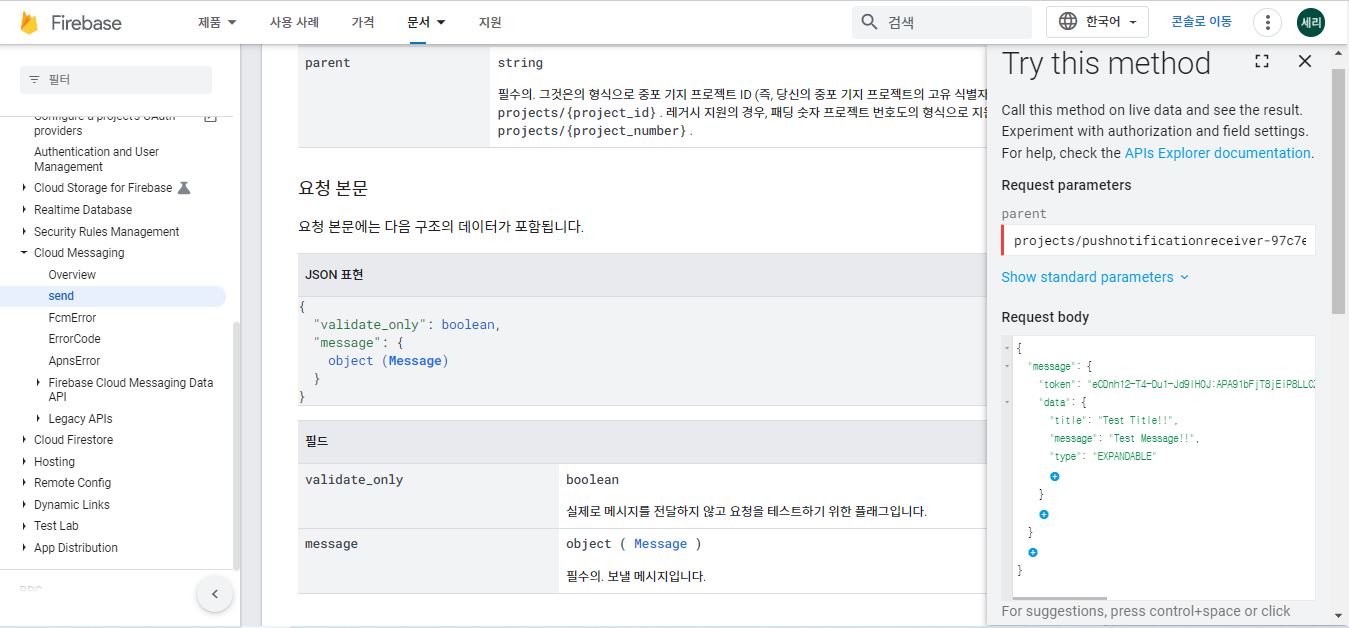 Firebase
제품
사용 사례
가격
문서
지원
검색
한국어
콘솔로 이동
세리
필터
Configure a project's OAuth
providers
Authentication and User
Management
Cloud Storage for Firebase
Realtime Database
Security Rules Management
Cloud Messaging
Overview
send
FcmError
ErrorCode
ApnsError
Firebase Cloud Messaging Data
API
Legacy APIs
Cloud Firestore
Hosting
Remote Config
Dynamic Links
Test Lab
App Distribution
RPC
parent
string
필수의. 그것은의 형식으로 중포 기지 프로젝트 ID (즉, 당신의 중포 기지 프로젝트의 고유 식별자
projects/{project_id} . 레거시 지원의 경우, 패딩 숫자 프로젝트 번호도의 형식으로 지원
projects/{project_number} .
요청 본문
요청 본문에는 다음 구조의 데이터가 포함됩니다.
JSON 표현
{
"validate_only": boolean,
"message": {
object (Message)
}
}
필드
validate_only
boolean
실제로 메시지를 전달하지 않고 요청을 테스트하기 위한 플래그입니다.
message
object ( Message )
필수의. 보낼 메시지입니다.
Try this method
Call this method on live data and see the result.
Experiment with authorization and field settings.
For help, check the APIs Explorer documentation.
Request parameters
parent
projects/pushnotificationreceiver-97c7e
Show standard parameters
Request body
{
"message": {
"token":
"data": {
"title": "Test Title!!",
"message": "Test Message!!",
"type": "EXPANDABLE"
}
}
}
For suggestions, press control+space or click